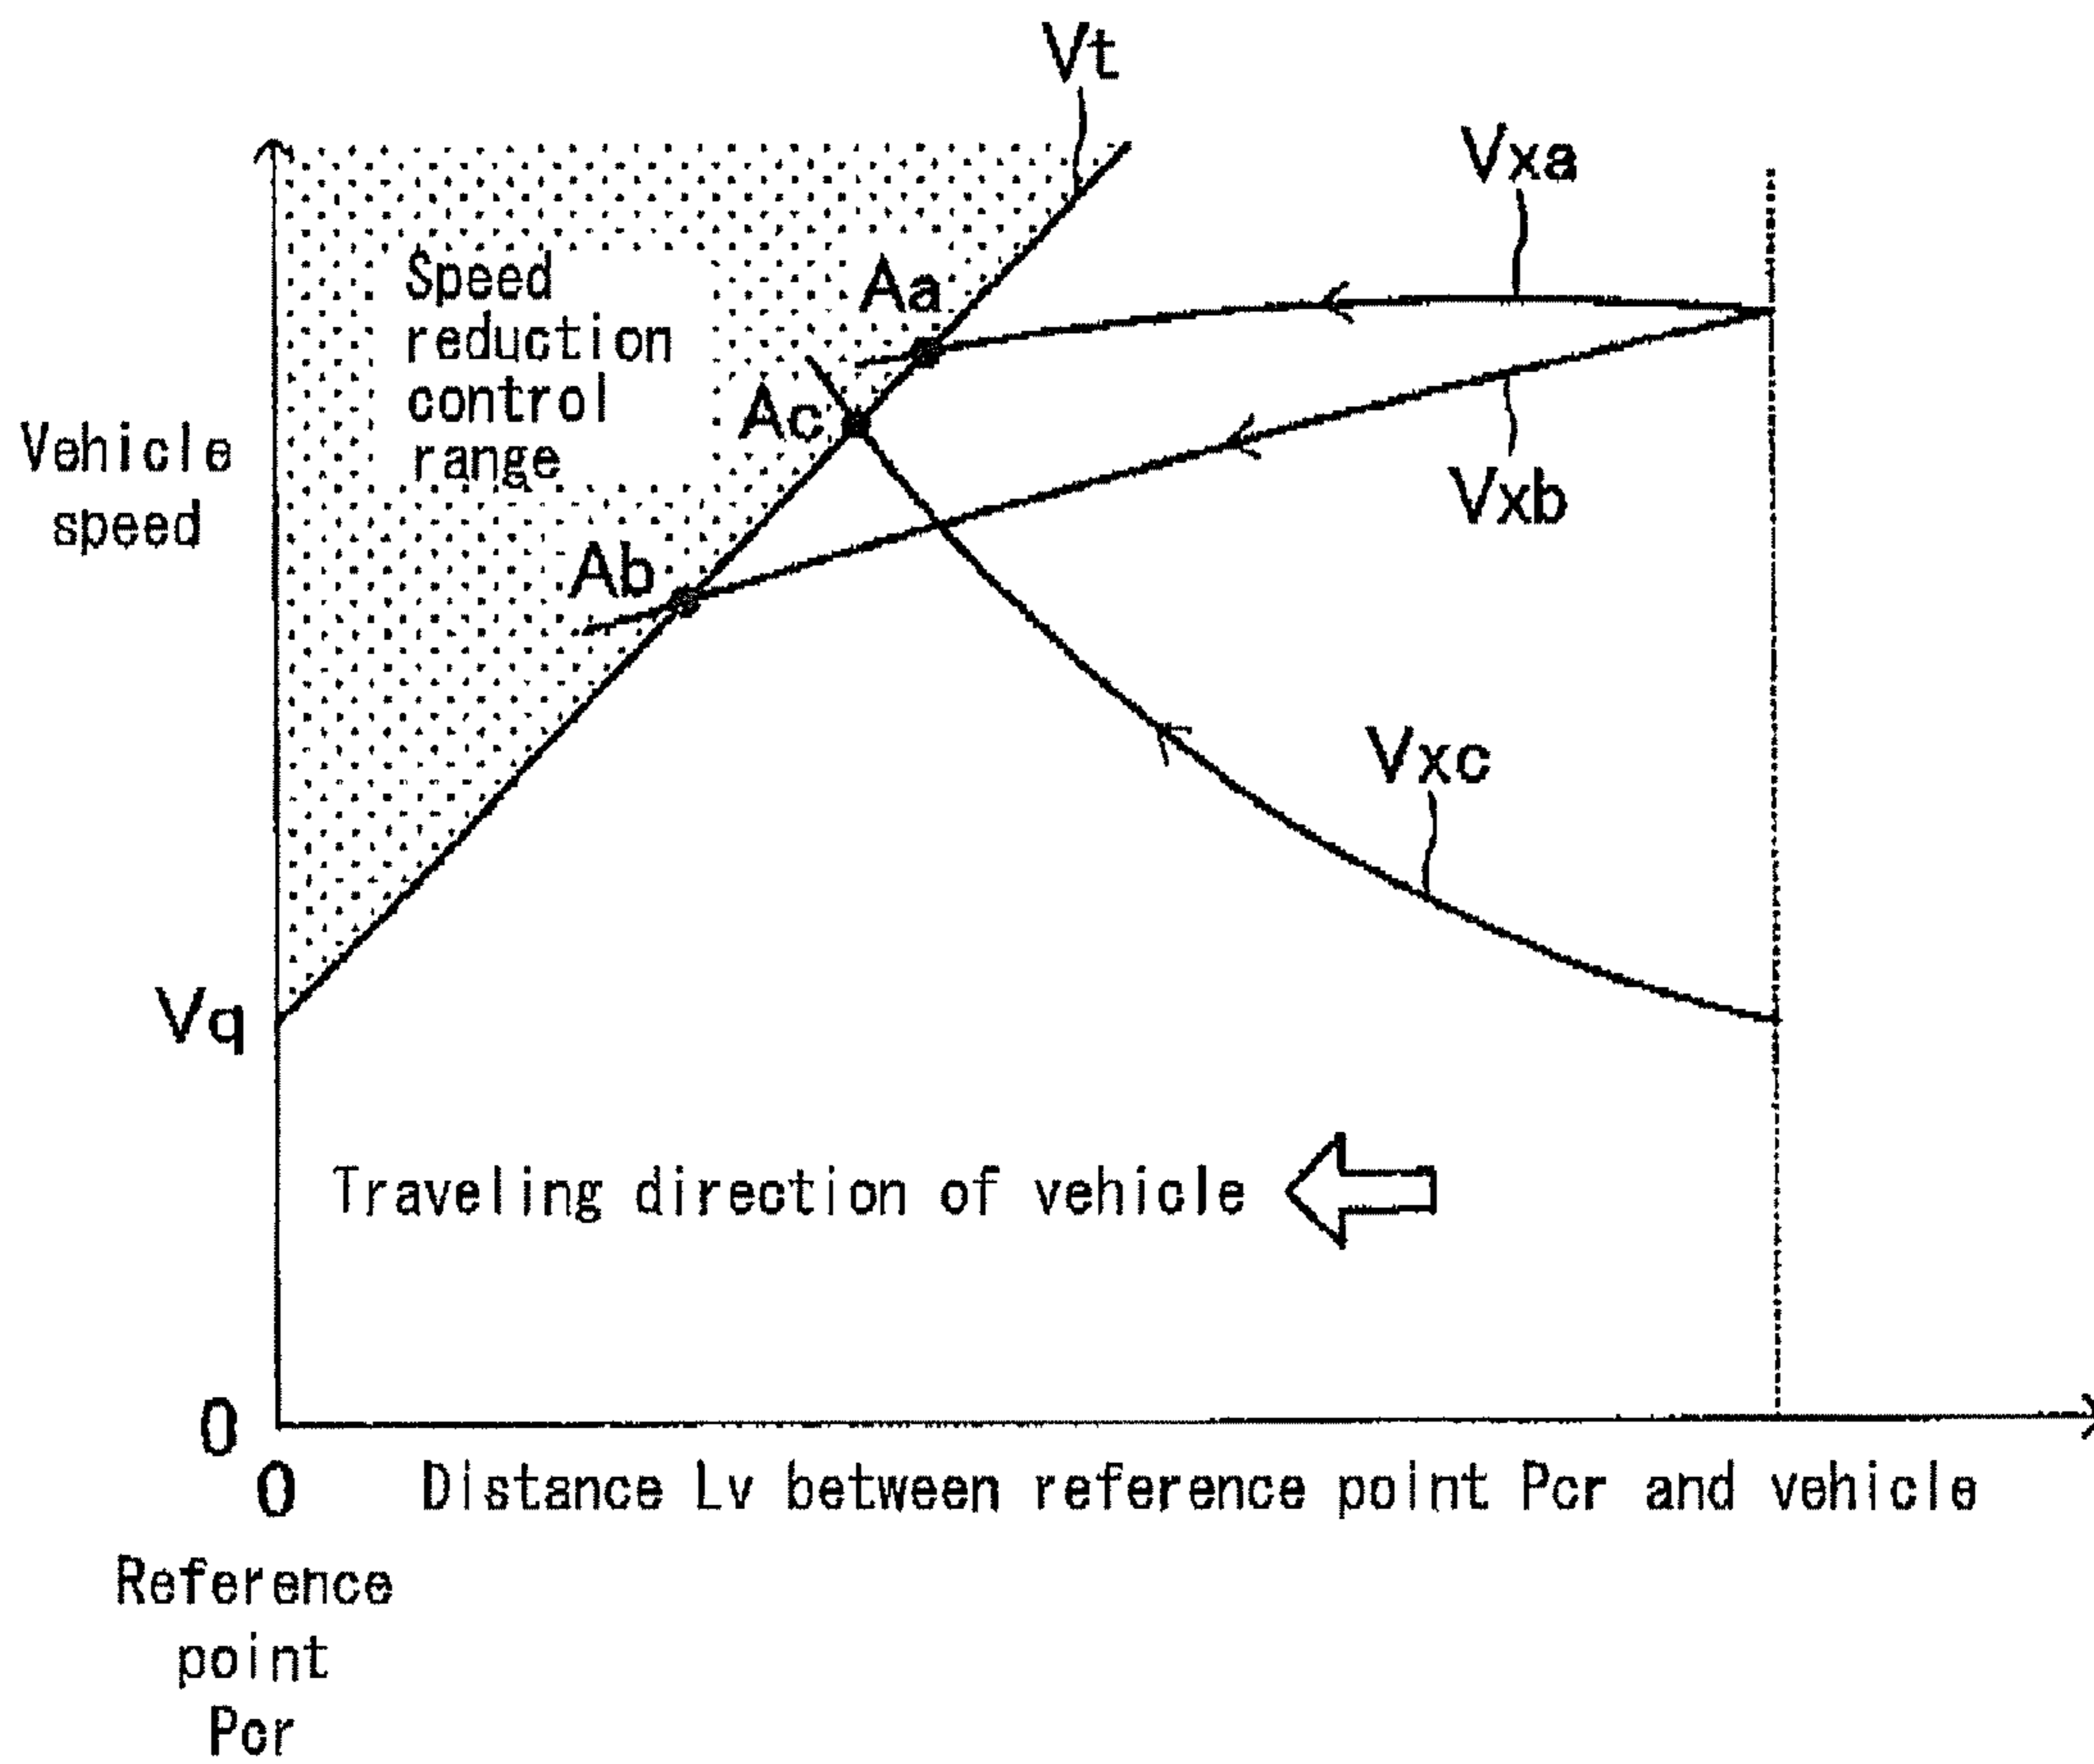 Vt
Vxa
Speed
reduction
control
range
Aa
Ac
Vehicle
speed
Vxb
Ab
Vxc
Vq
Traveling direction of vehicle
0
0
Distance Lv between reference point Pcr and vehicle
Reference
point
Pcr